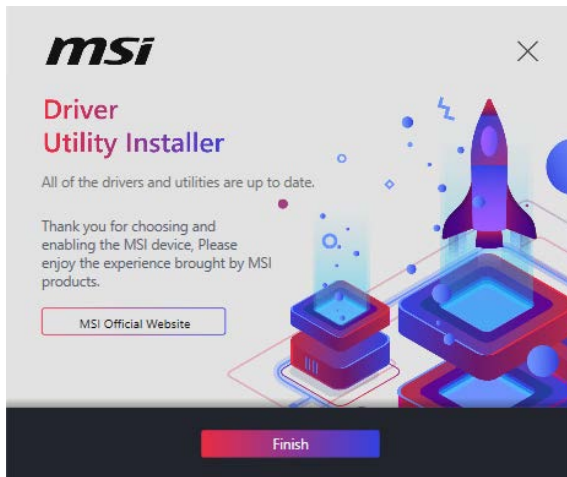 msi
Driver
Utility Installer
All of the drivers and utilities are up to date.
Thank you for choosing and
enabling the MSI device, Please
enjoy the experience brought by MSI
products.
MSI Official Website
Finish